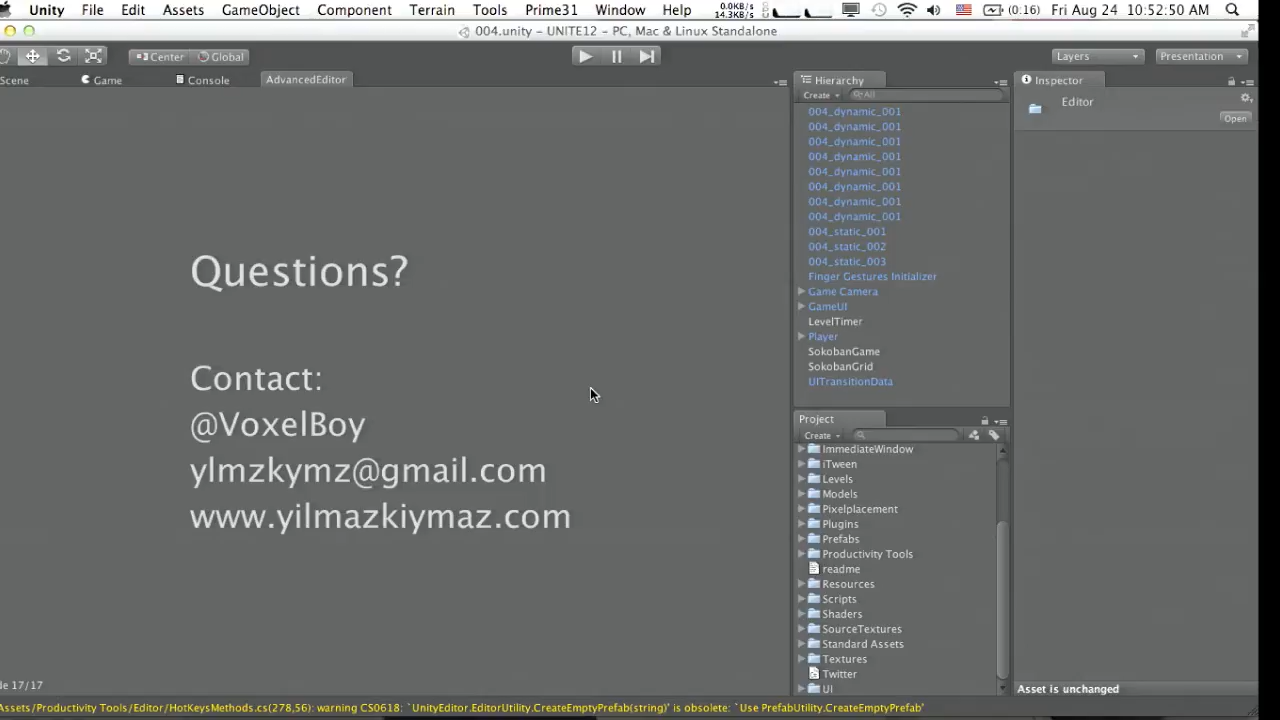 Unity File Edit Assets GameObject Component Terrain Tools Prime31 Window Help 0.0KB/s 14.3KB/s (0:16) Fri Aug 24 10:52:50 AM
004.unity - UNITE12 - PC, Mac & Linux Standalone
Center Global Layers Presentation
Scene Game Console AdvancedEditor
Hierarchy
Create All
004_dynamic_001
004_dynamic_001
004_dynamic_001
004_dynamic_001
004_dynamic_001
004_dynamic_001
004_dynamic_001
004_dynamic_001
004_static_001
004_static_002
004_static_003
Finger Gestures Initializer
Game Camera
GameUI
LevelTimer
Player
SokobanGame
SokobanGrid
UITransitionData
Inspector
Editor
Open
Questions?
Contact:
@VoxelBoy
ylmzkymz@gmail.com
www.yilmazkiymaz.com
Project
Create
ImmediateWindow
iTween
Levels
Models
Pixelplacement
Plugins
Prefabs
Productivity Tools
readme
Resources
Scripts
Shaders
SourceTextures
Standard Assets
Textures
Twitter
UI
de 17/17
Asset is unchanged
Assets/Productivity Tools/Editor/HotKeysMethods.cs(278,56): warning CS0618: `UnityEditor.EditorUtility.CreateEmptyPrefab(string)' is obsolete: `Use PrefabUtility.CreateEmptyPrefab'